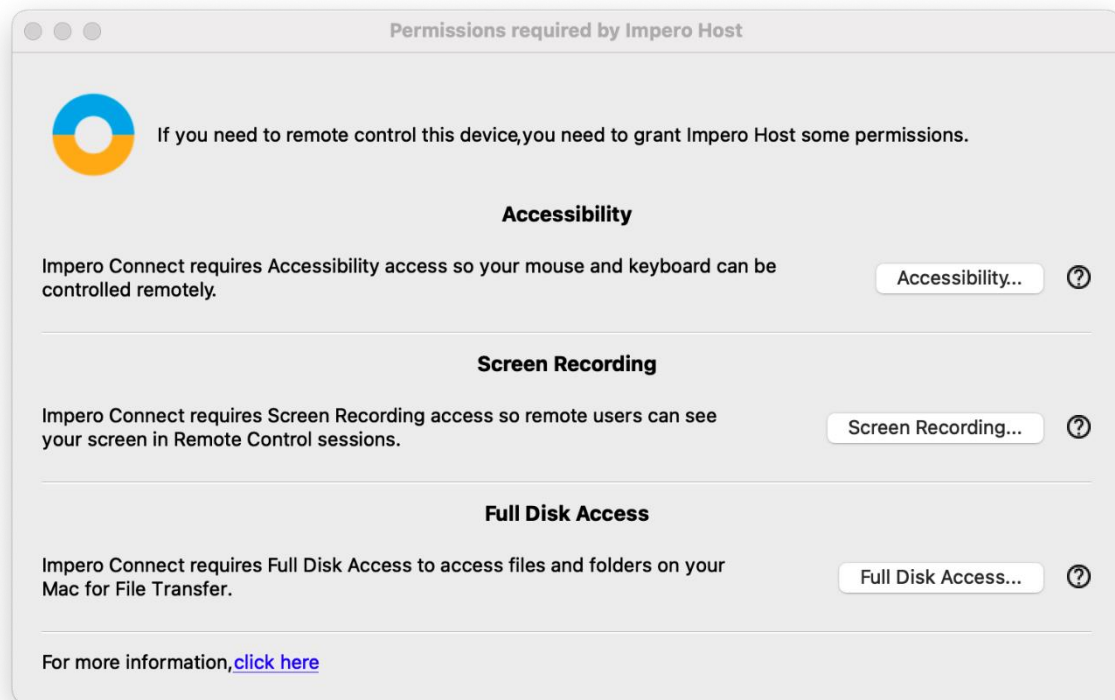 Permissions required by Impero Host
If you need to remote control this device,you need to grant Impero Host some permissions.
Accessibility
Impero Connect requires Accessibility access so your mouse and keyboard can be
controlled remotely.
Accessibility...
Screen Recording
Impero Connect requires Screen Recording access so remote users can see
your screen in Remote Control sessions.
Screen Recording...
Full Disk Access
Impero Connect requires Full Disk Access to access files and folders on your
Mac for File Transfer.
Full Disk Access...
For more information,click here